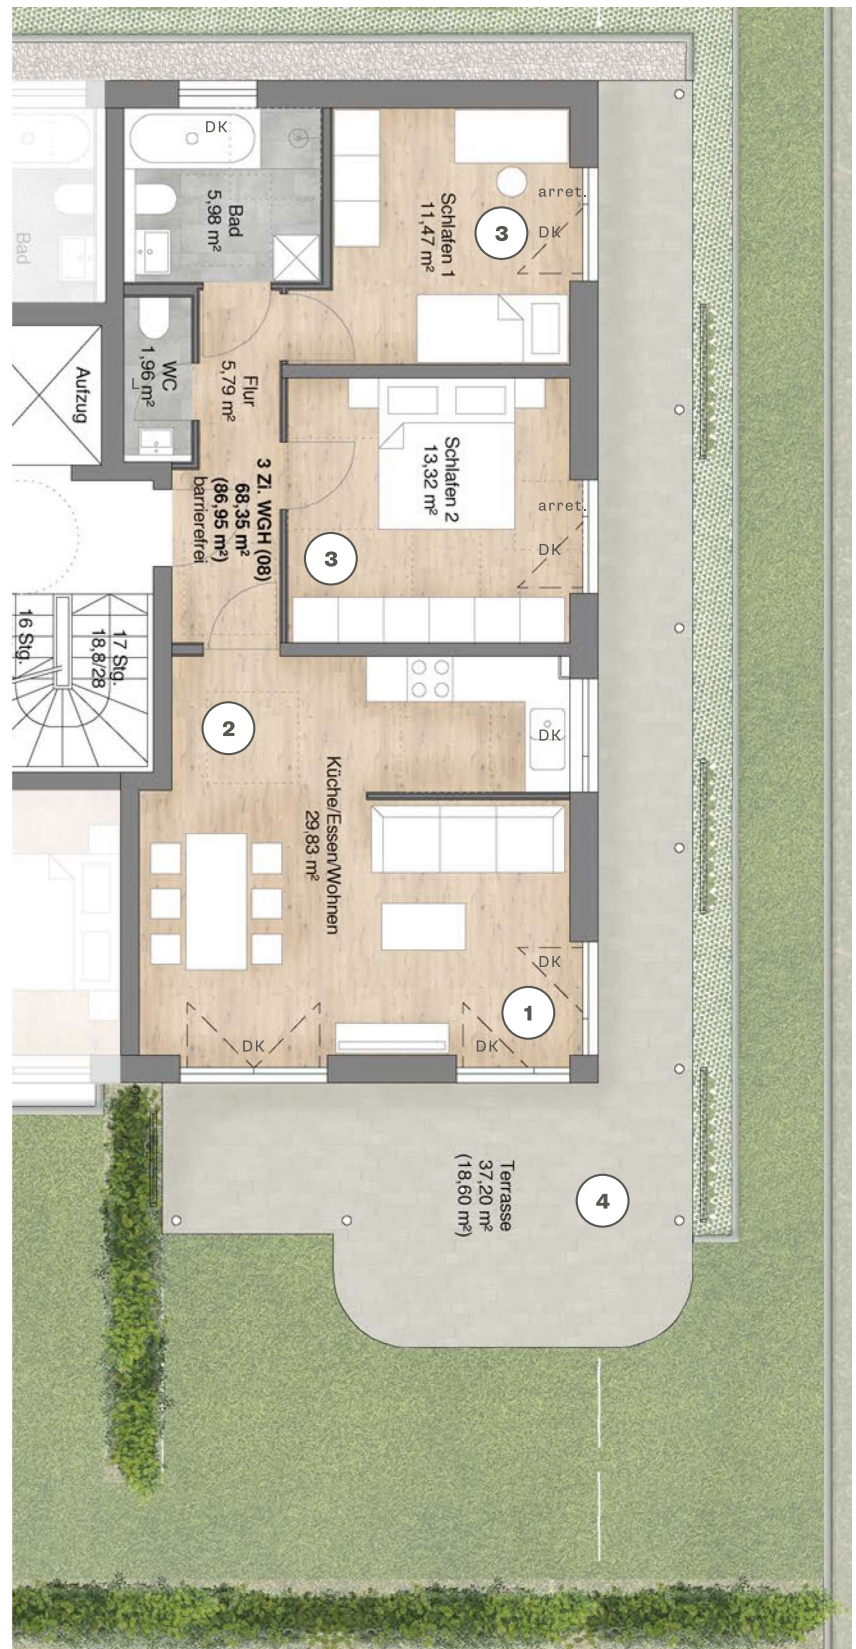 DK
Bad
5,98 m²
Bad
Schlafen 1
11,47 m²
arret.
DK
3
WC
1,96 m²
Flur
5,79 m²
Aufzug
3 Zi. WGH (08)
68,35 m²
(86,95 m²)
barrierefrei
Schlafen 2
13,32 m²
arret.
DK
3
17 Stg.
18,8/28
16 Stg.
2
DK
Küche/Essen/Wohnen
29,83 m²
DK
1
DK
DK
Terrasse
37,20 m²
(18,60 m²)
4